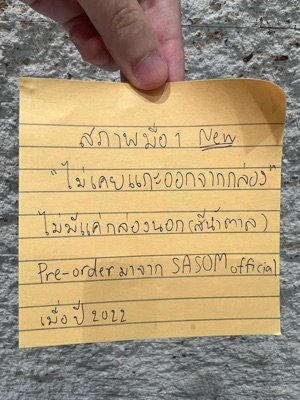 สภาพมือ 1 New
"ไม่เคยแกะออกจากกล่อง"
ไม่มีแค่กล่องนอก(สีน้ำตาล)
Pre-order มาจาก SASOM official
เมื่อปี 2022